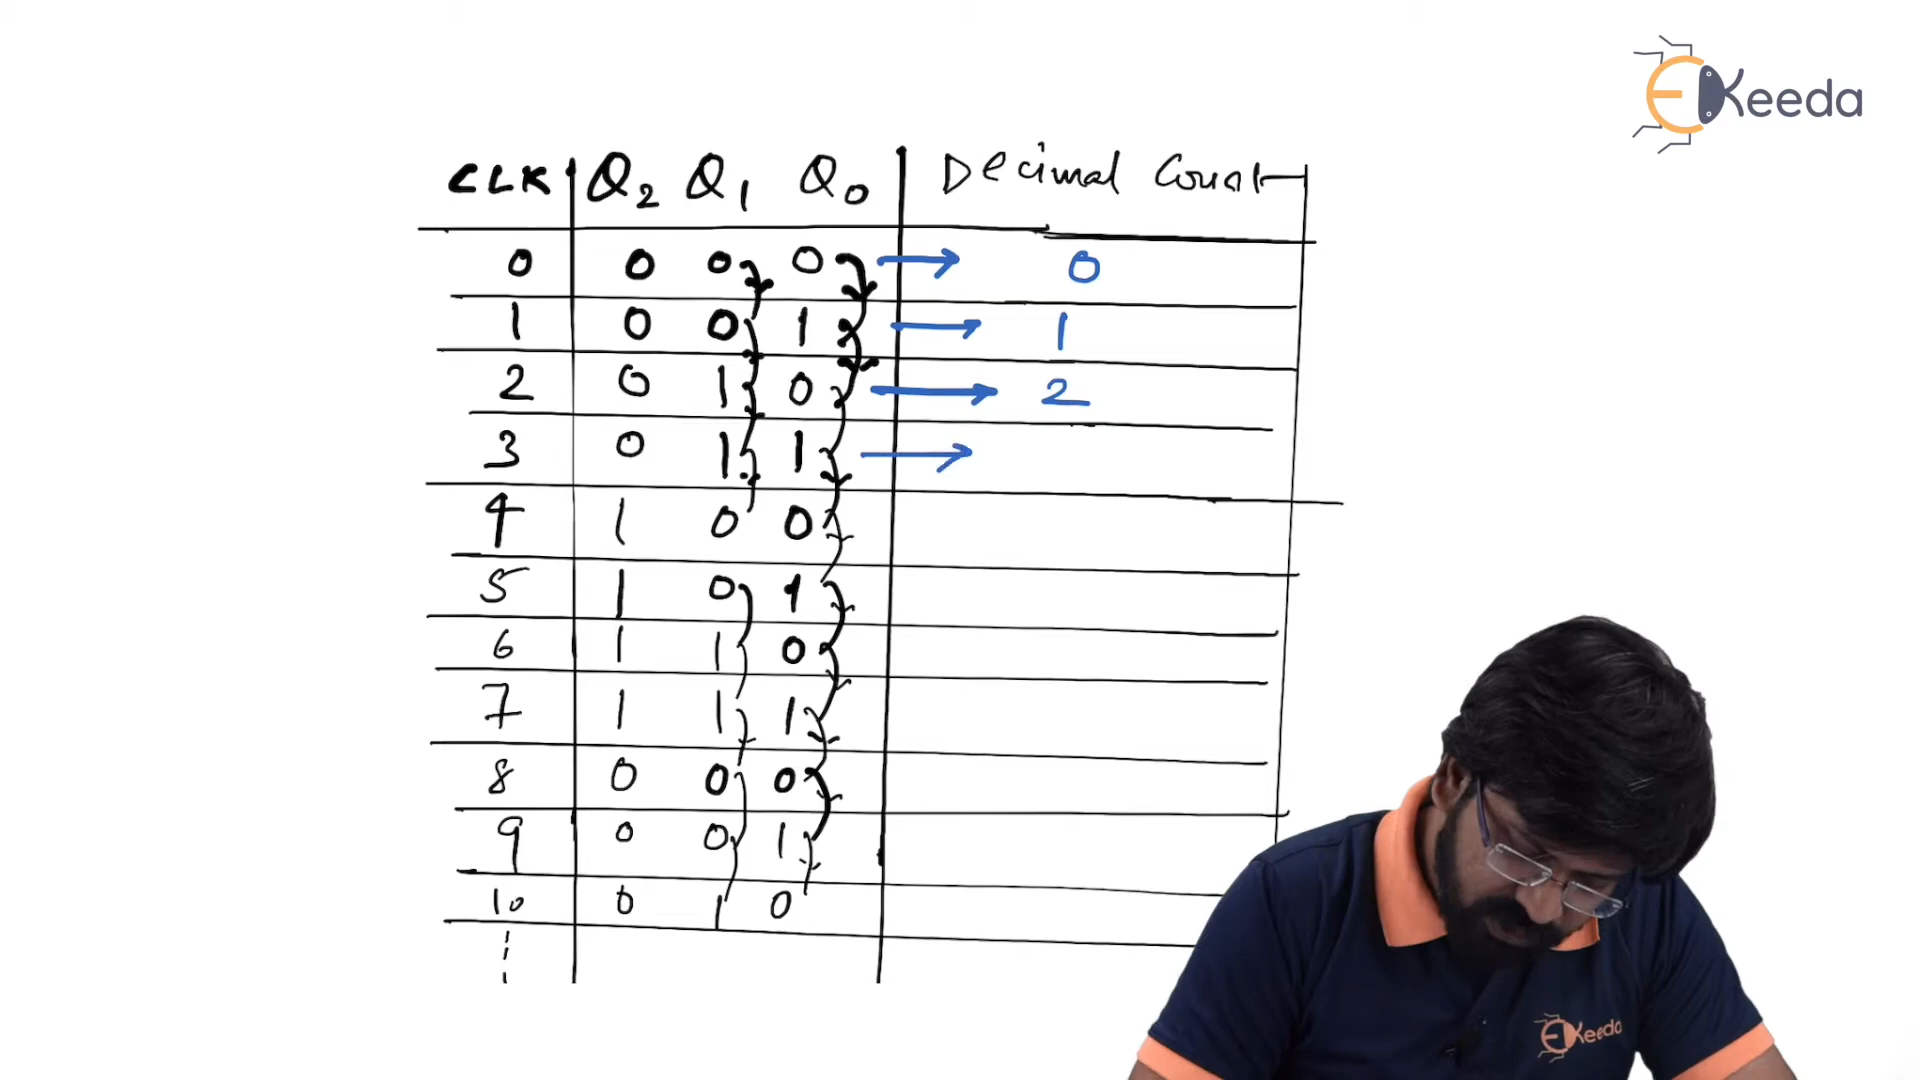 EKeeda
CLK Q2 Q1 Q0 Decimal Count
0 0 0 0 → 0
1 0 0 1 → 1
2 0 1 0 → 2
3 0 1 1 →
4 1 0 0
5 1 0 1
6 1 1 0
7 1 1 1
8 0 0 0
9 0 0 1
10 0 1 0
EKeeda